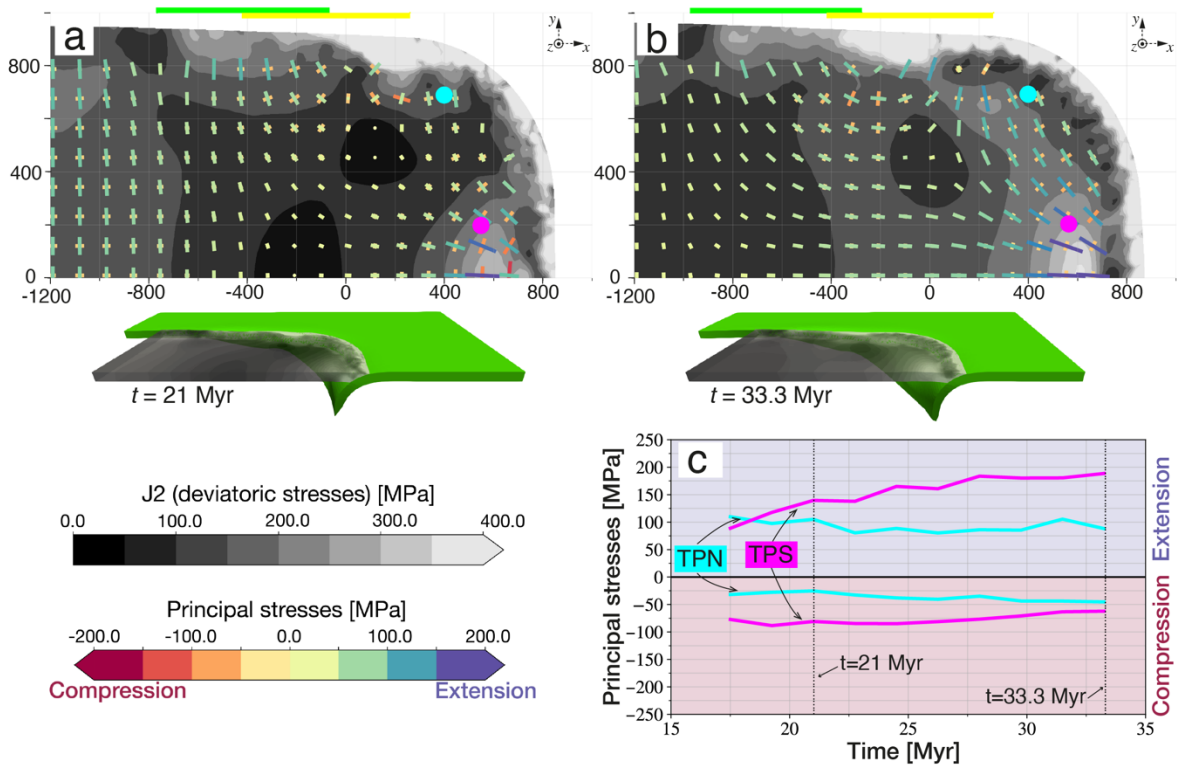 a
y
z
x
800
400
0
-1200
-800
-400
0
400
800
t = 21 Myr
b
y
z
x
800
400
0
-1200
-800
-400
0
400
800
t = 33.3 Myr
J2 (deviatoric stresses) [MPa]
0.0 100.0 200.0 300.0 400.0
Principal stresses [MPa]
-200.0 -100.0 0.0 100.0 200.0
Compression Extension
c
Principal stresses [MPa]
250
200
150
100
50
0
−50
−100
−150
−200
−250
TPN
TPS
t=21 Myr
t=33.3 Myr
Extension
Compression
15 20 25 30 35
Time [Myr]